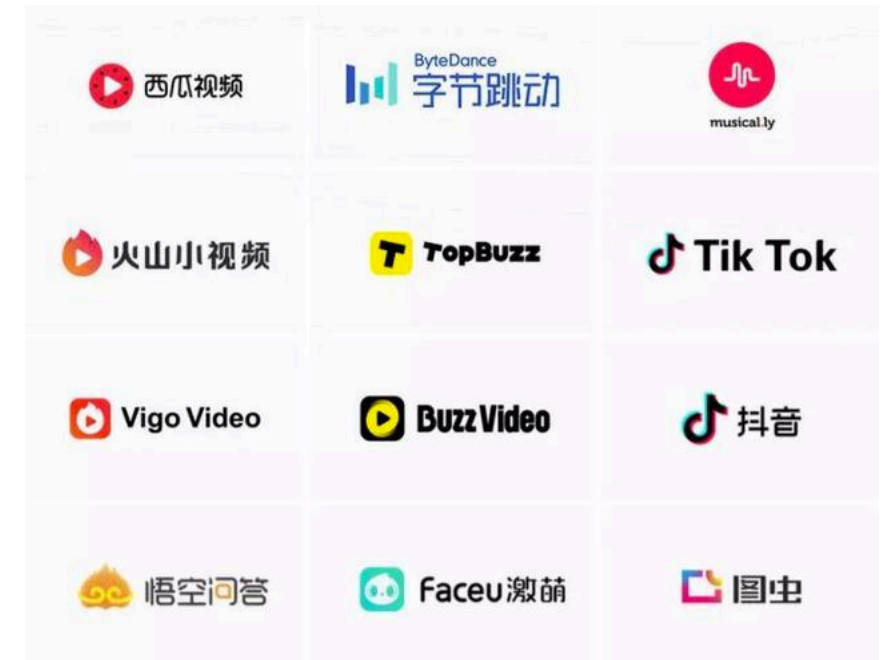 西瓜视频
ByteDance
字节跳动
musical.ly
火山小视频
TopBuzz
Tik Tok
Vigo Video
BuzzVideo
抖音
悟空问答
Faceu激萌
图虫